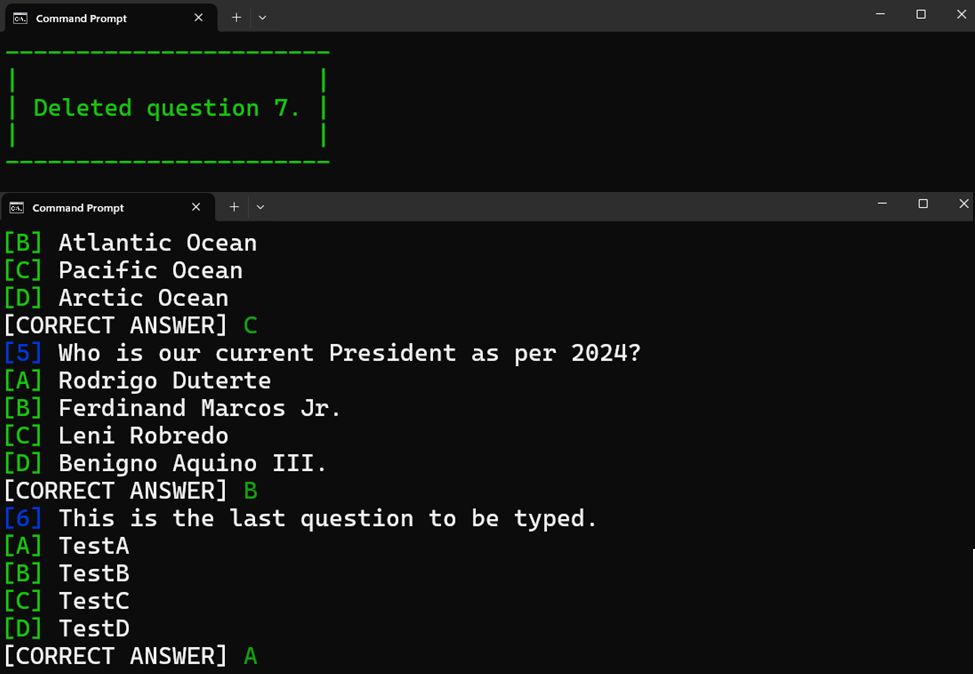 Command Prompt
Deleted question 7.
Command Prompt
[B] Atlantic Ocean
[C] Pacific Ocean
[D] Arctic Ocean
[CORRECT ANSWER] C
[5] Who is our current President as per 2024?
[A] Rodrigo Duterte
[B] Ferdinand Marcos Jr.
[C] Leni Robredo
[D] Benigno Aquino III.
[CORRECT ANSWER] B
[6] This is the last question to be typed.
[A] TestA
[B] TestB
[C] TestC
[D] TestD
[CORRECT ANSWER] A